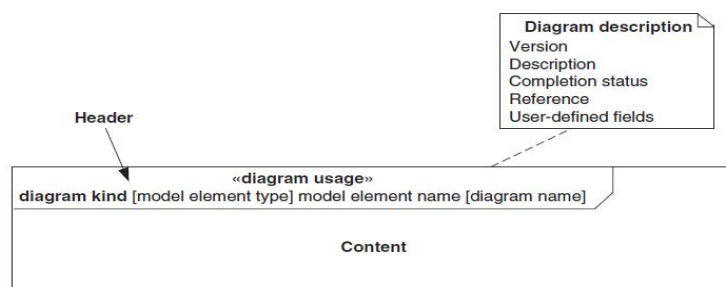 Diagram description
Version
Description
Completion status
Reference
User-defined fields
Header
«diagram usage»
diagram kind [model element type] model element name [diagram name]
Content